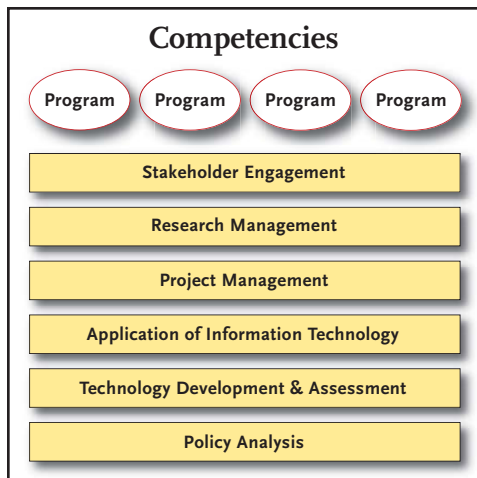 Competencies
Program Program Program Program
Stakeholder Engagement
Research Management
Project Management
Application of Information Technology
Technology Development & Assessment
Policy Analysis